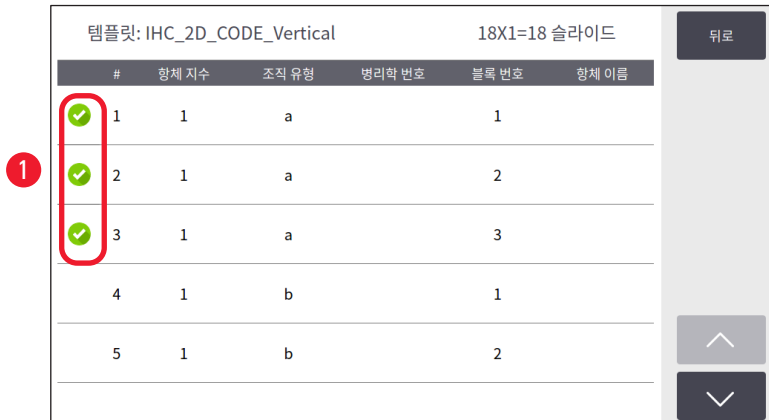 템플릿: IHC_2D_CODE_Vertical 18X1=18 슬라이드 뒤로
# 항체 지수 조직 유형 병리학 번호 블록 번호 항체 이름
1 1 a 1
1 2 1 a 2
3 1 a 3
4 1 b 1
5 1 b 2